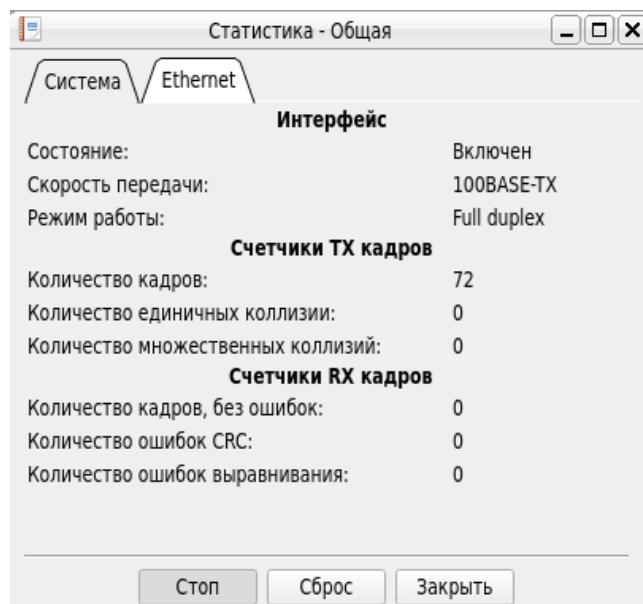 Статистика - Общая
Система Ethernet
Интерфейс
Состояние: Включен
Скорость передачи: 100BASE-TX
Режим работы: Full duplex
Счетчики TX кадров
Количество кадров: 72
Количество единичных коллизии: 0
Количество множественных коллизий: 0
Счетчики RX кадров
Количество кадров, без ошибок: 0
Количество ошибок CRC: 0
Количество ошибок выравнивания: 0
Стоп Сброс Закрыть